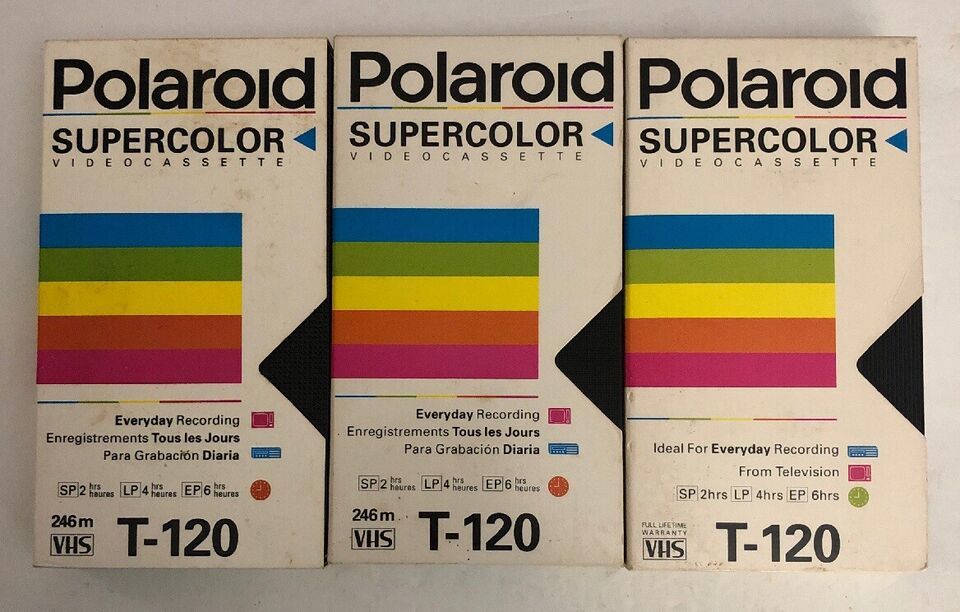 Polaroid
SUPERCOLOR
VIDEOCASSETTE
Everyday Recording
Enregistrements Tous les Jours
Para Grabación Diaria
SP 2 hrs heures LP 4 hrs heures EP 6 hrs heures
246m
VHS T-120
Polaroid
SUPERCOLOR
VIDEOCASSETTE
Everyday Recording
Enregistrements Tous les Jours
Para Grabación Diaria
SP 2 hrs heures LP 4 hrs heures EP 6 hrs heures
246m
VHS T-120
Polaroid
SUPERCOLOR
VIDEOCASSETTE
Ideal For Everyday Recording
From Television
SP 2hrs LP 4hrs EP 6hrs
FULL LIFETIME
WARRANTY
VHS T-120